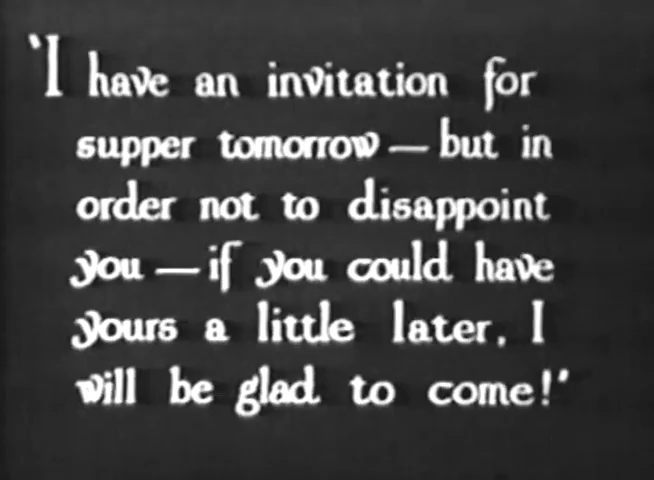 'I have an invitation for
supper tomorrow — but in
order not to disappoint
you — if you could have
yours a little later, I
will be glad to come!'